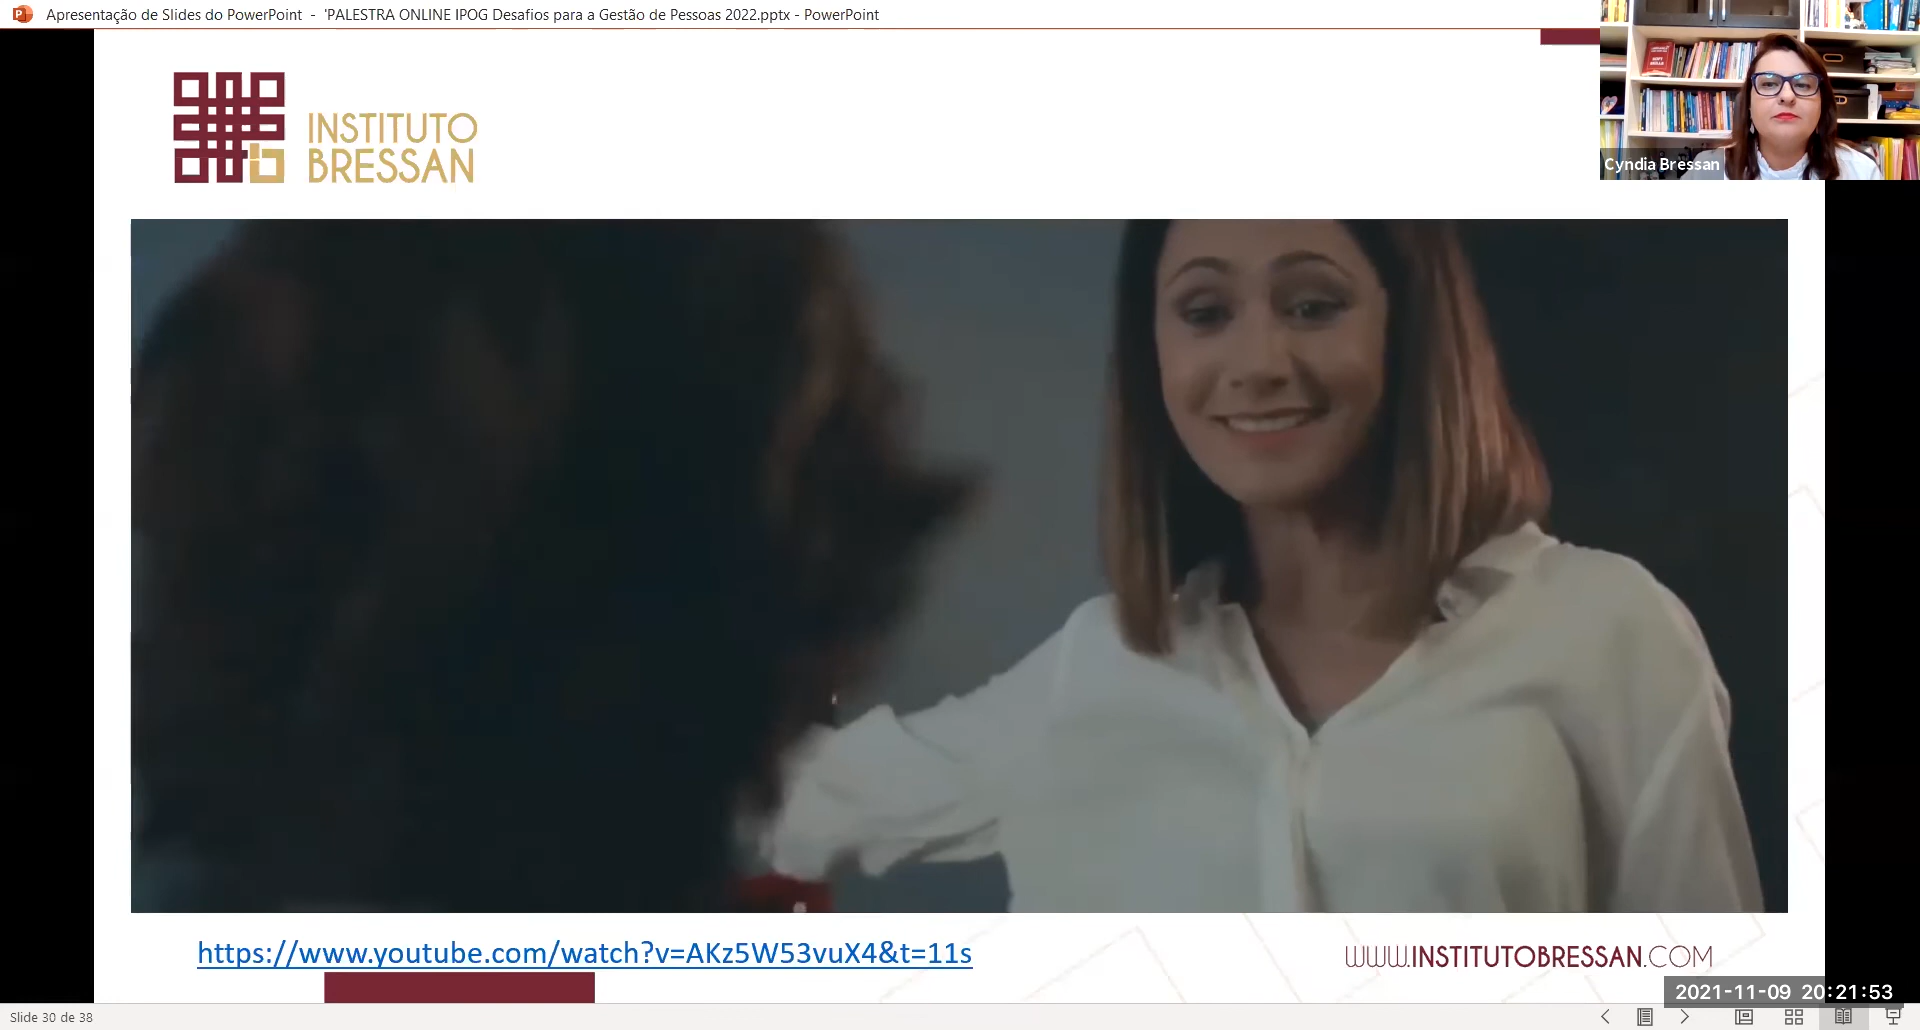 Apresentação de Slides do PowerPoint - 'PALESTRA ONLINE IPOG Desafios para a Gestão de Pessoas 2022.pptx - PowerPoint
INSTITUTO
BRESSAN
Cyndia Bressan
https://www.youtube.com/watch?v=AKz5W53vuX4&t=11s
WWW.INSTITUTOBRESSAN.COM
2021-11-09 20:21:53
Slide 30 de 38